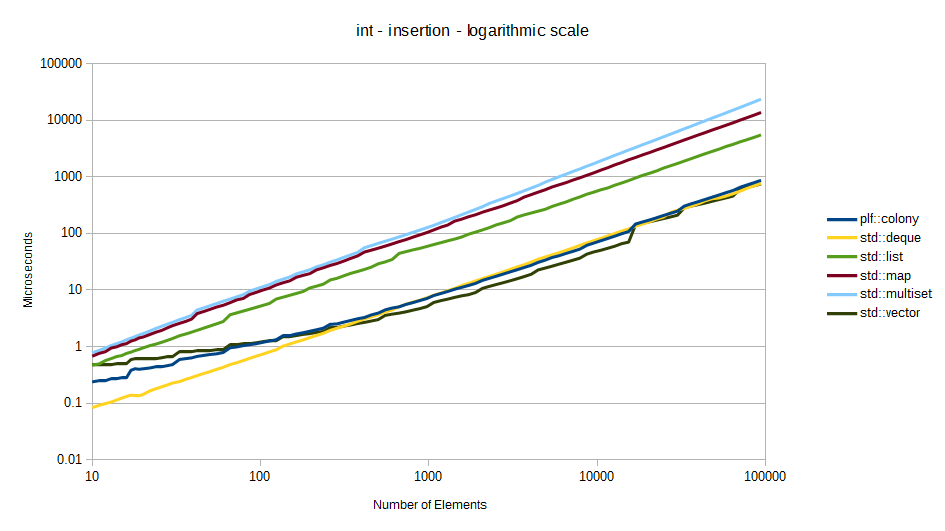 int - insertion - logarithmic scale
100000
10000
1000
100
10
1
0.1
0.01
Microseconds
10 100 1000 10000 100000
Number of Elements
plf::colony
std::deque
std::list
std::map
std::multiset
std::vector